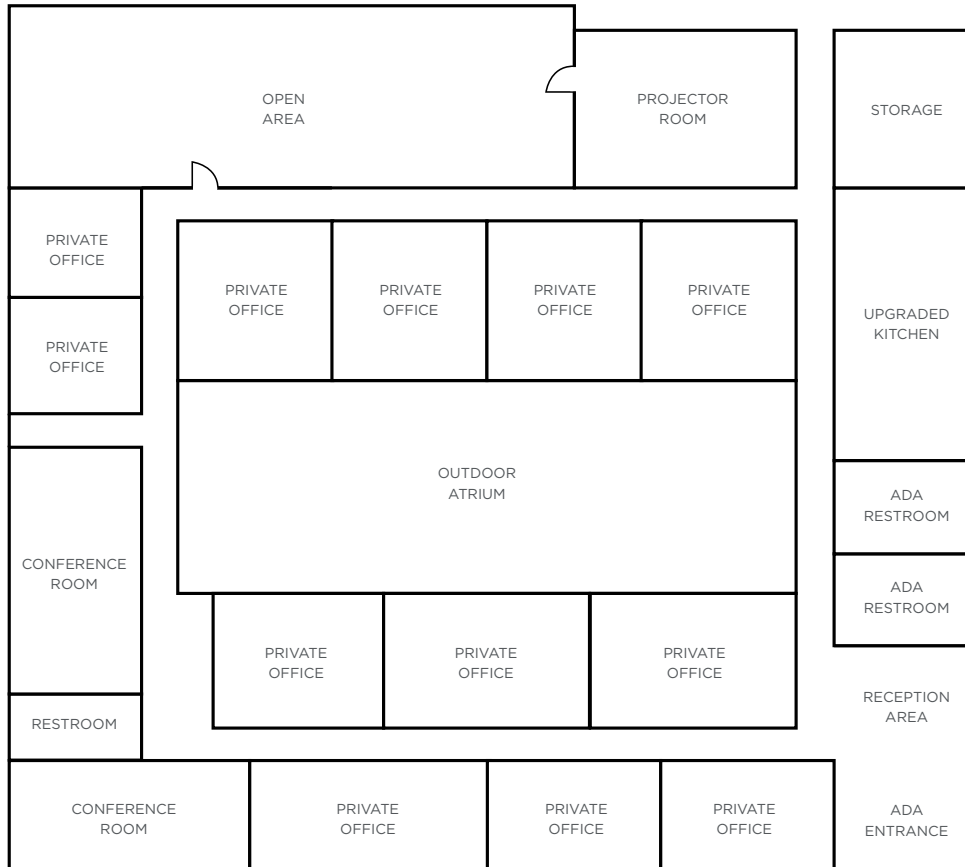 OPEN
AREA
PROJECTOR
ROOM
STORAGE
PRIVATE
OFFICE
PRIVATE
OFFICE
PRIVATE
OFFICE
PRIVATE
OFFICE
PRIVATE
OFFICE
UPGRADED
KITCHEN
PRIVATE
OFFICE
OUTDOOR
ATRIUM
ADA
RESTROOM
CONFERENCE
ROOM
ADA
RESTROOM
PRIVATE
OFFICE
PRIVATE
OFFICE
PRIVATE
OFFICE
RECEPTION
AREA
RESTROOM
CONFERENCE
ROOM
PRIVATE
OFFICE
PRIVATE
OFFICE
PRIVATE
OFFICE
ADA
ENTRANCE